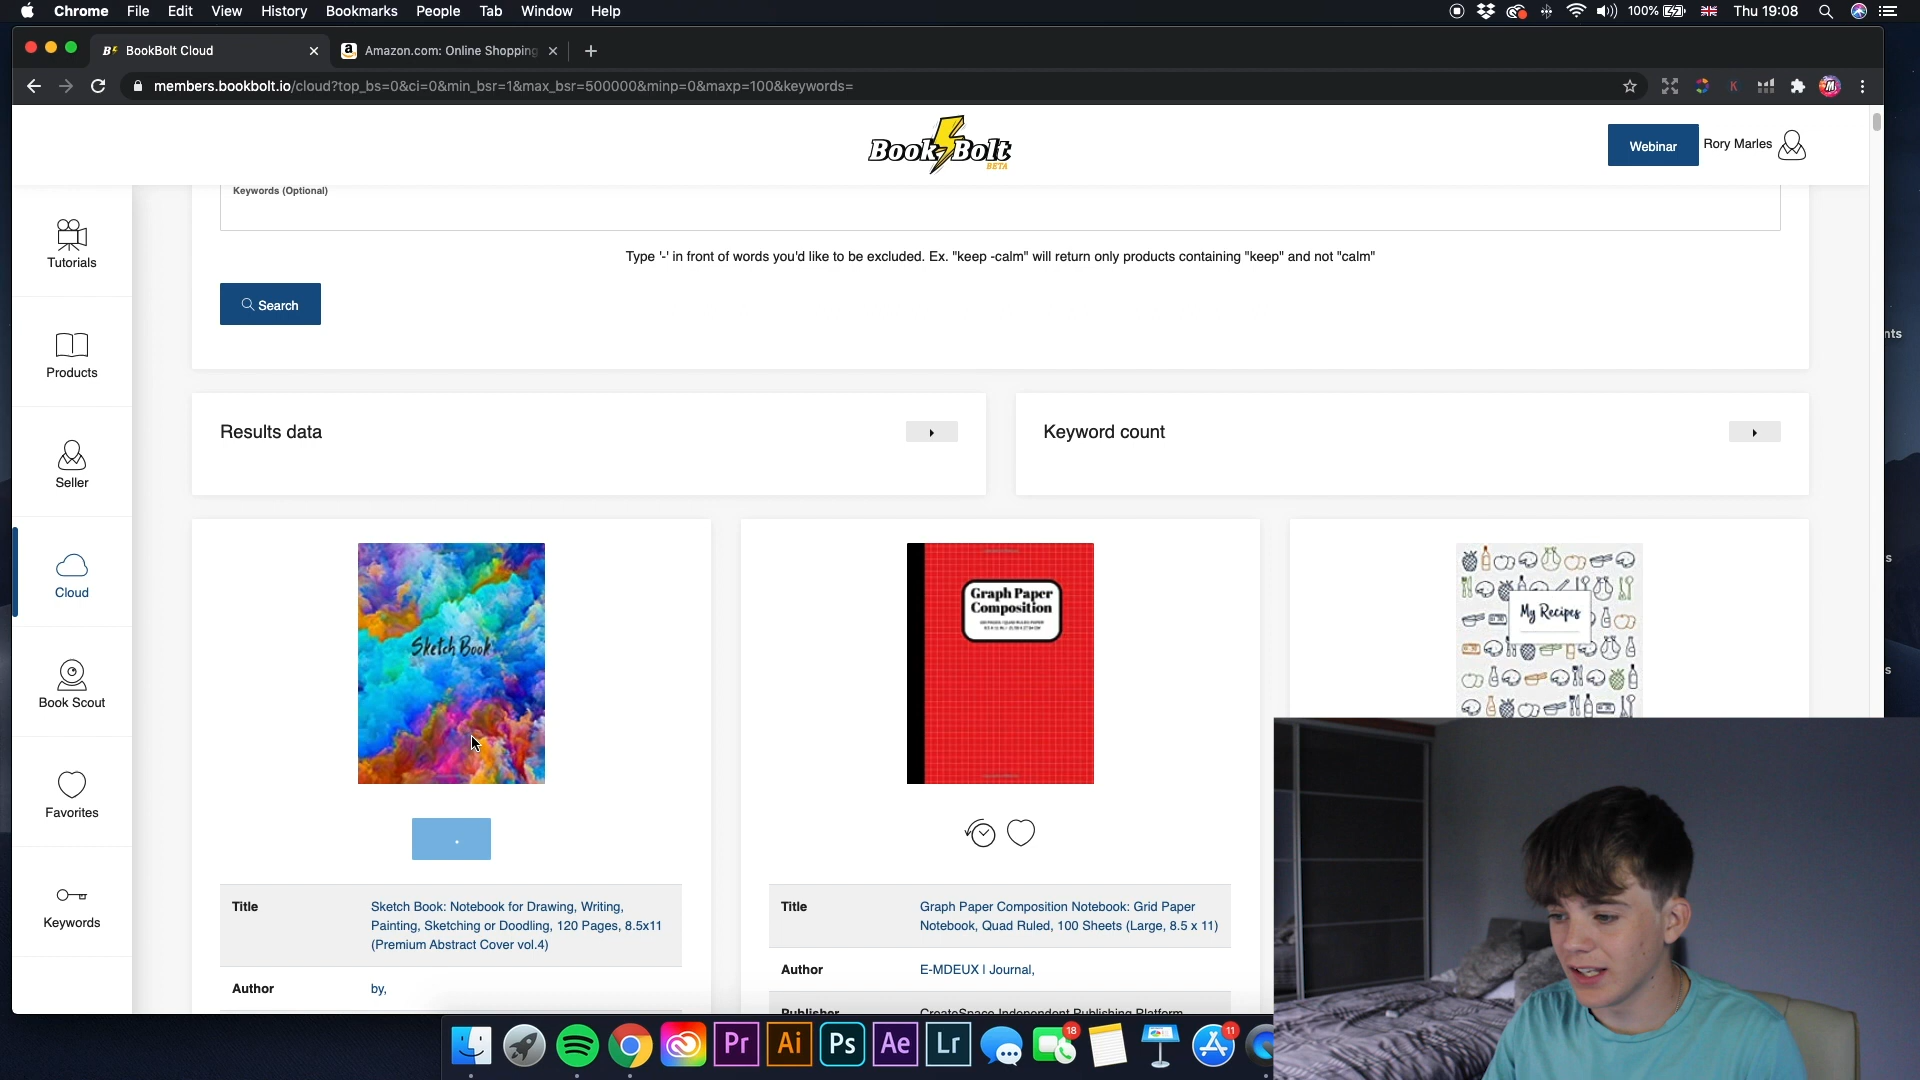 Chrome File Edit View History Bookmarks People Tab Window Help
100% Thu 19:08
BookBolt Cloud
Amazon.com: Online Shopping
members.bookbolt.io/cloud?top_bs=0&ci=0&min_bsr=1&max_bsr=500000&minp=0&maxp=100&keywords=
BookBolt
BETA
Webinar
Rory Marles
Tutorials
Products
Seller
Cloud
Book Scout
Favorites
Keywords
Keywords (Optional)
Type '-' in front of words you'd like to be excluded. Ex. "keep -calm" will return only products containing "keep" and not "calm"
Search
Results data
Keyword count
Sketch Book
Graph Paper
Composition
My Recipes
Title
Sketch Book: Notebook for Drawing, Writing,
Painting, Sketching or Doodling, 120 Pages, 8.5x11
(Premium Abstract Cover vol.4)
Author
by,
Title
Graph Paper Composition Notebook: Grid Paper
Notebook, Quad Ruled, 100 Sheets (Large, 8.5 x 11)
Author
E-MDEUX | Journal,
Publisher
CreateSpace Independent Publishing Platform
nts
s
s
Pr Ai Ps Ae Lr
18
11